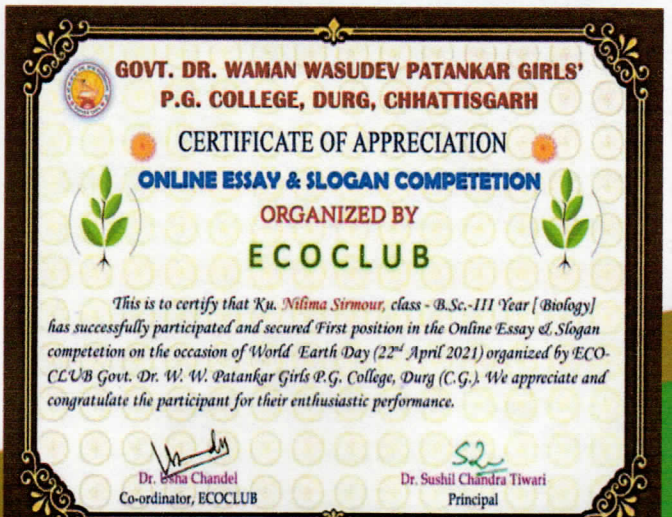 GOVT. DR. WAMAN WASUDEV PATANKAR GIRLS'
P.G. COLLEGE, DURG, CHHATTISGARH
CERTIFICATE OF APPRECIATION
ONLINE ESSAY & SLOGAN COMPETETION
ORGANIZED BY
ECOCLUB
This is to certify that Ku. Nilima Sirmour, class - B.Sc.-III Year [Biology]
has successfully participated and secured First position in the Online Essay & Slogan
competetion on the occasion of World Earth Day (22nd April 2021) organized by ECO-
CLUB Govt. Dr. W. W. Patankar Girls P.G. College, Durg (C.G.). We appreciate and
congratulate the participant for their enthusiastic performance.
Dr. Usha Chandel
Co-ordinator, ECOCLUB
Dr. Sushil Chandra Tiwari
Principal